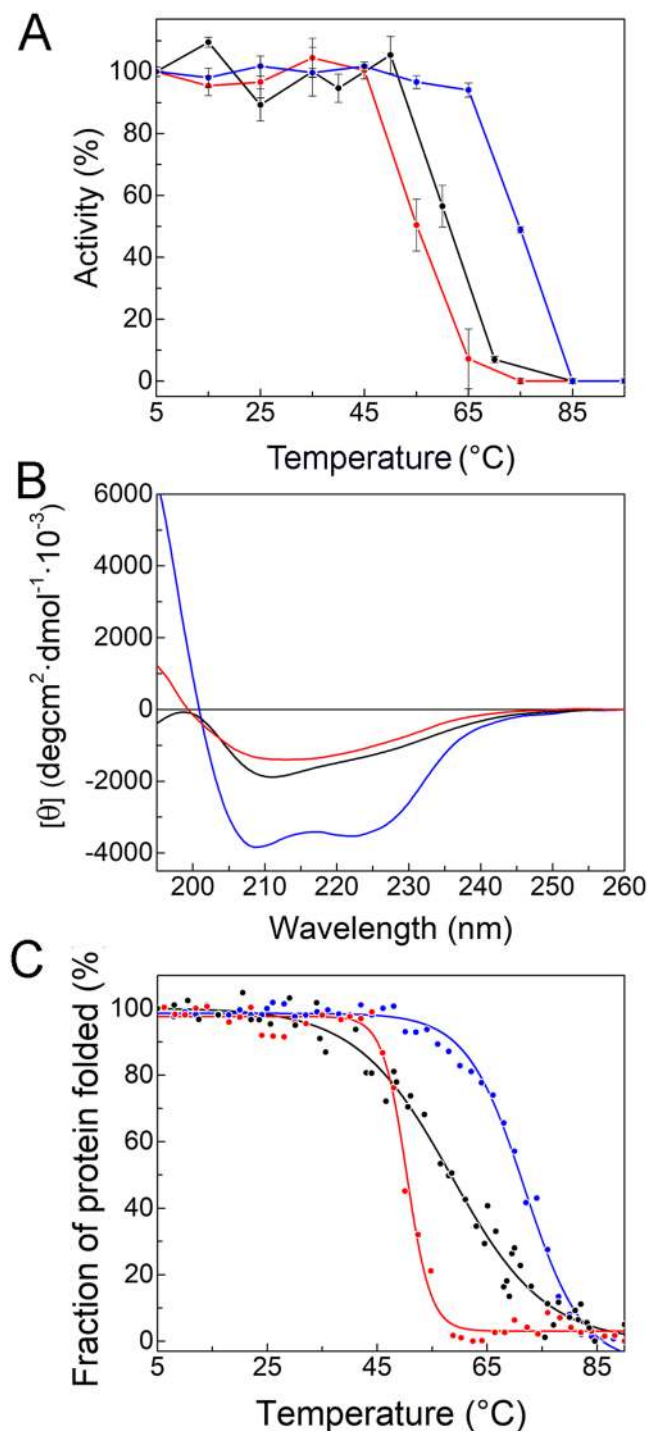 A
Activity (%)
100
80
60
40
20
0
5 25 45 65 85
Temperature (°C)
B
[θ] (degcm²·dmol⁻¹·10⁻³)
6000
4000
2000
0
-2000
-4000
200 210 220 230 240 250 260
Wavelength (nm)
C
Fraction of protein folded (%
100
80
60
40
20
0
5 25 45 65 85
Temperature (°C)